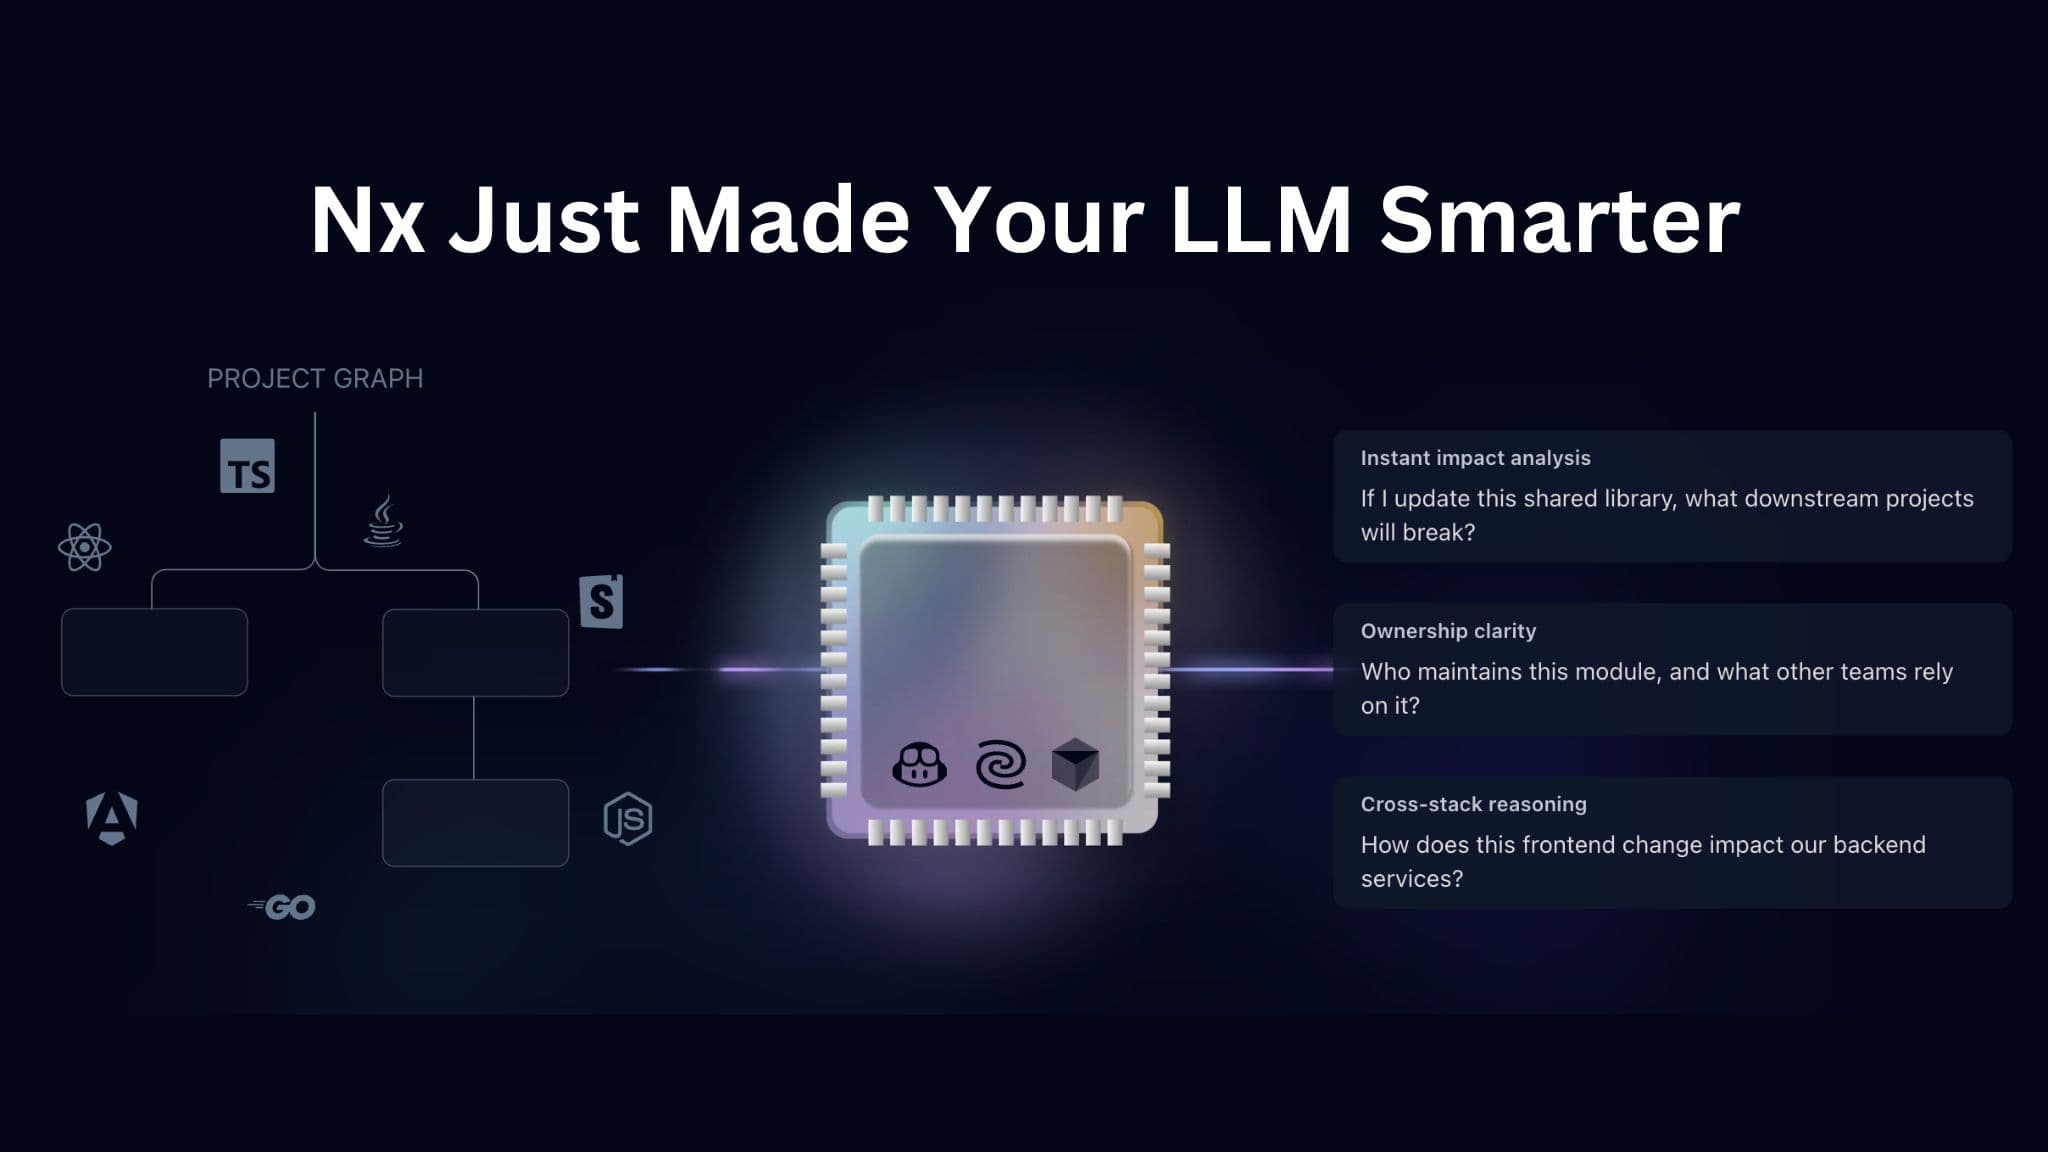 Nx Just Made Your LLM Smarter
PROJECT GRAPH
TS
S
JS
GO
Instant impact analysis
If I update this shared library, what downstream projects
will break?
Ownership clarity
Who maintains this module, and what other teams rely
on it?
Cross-stack reasoning
How does this frontend change impact our backend
services?